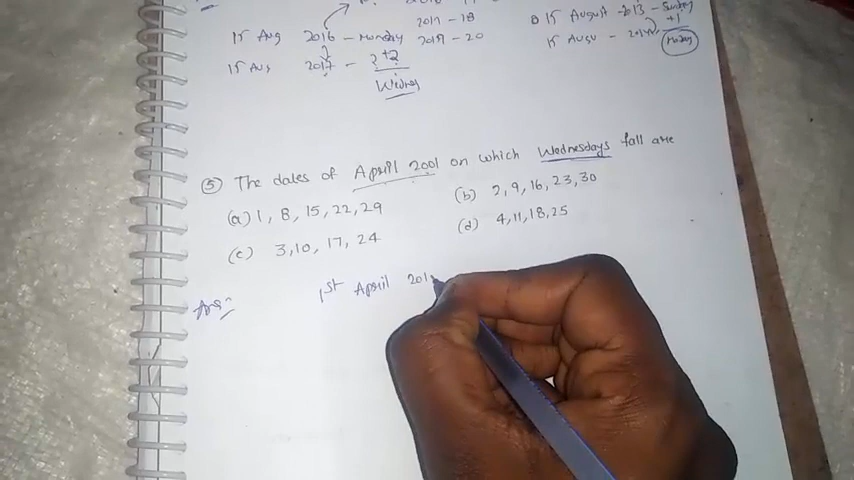 2017 - 18
15 Aug 2016 - Monday 2019 - 20
15 Aug 2017 - 2+2
Wednes
15 August - 2013 - Sunday
+1
15 Augu - 2014
Monday
⑤ The dates of April 2001 on which Wednesdays fall are
(a) 1, 8, 15, 22, 29
(b) 2, 9, 16, 23, 30
(c) 3, 10, 17, 24
(d) 4, 11, 18, 25
Ans:- 1st April 201